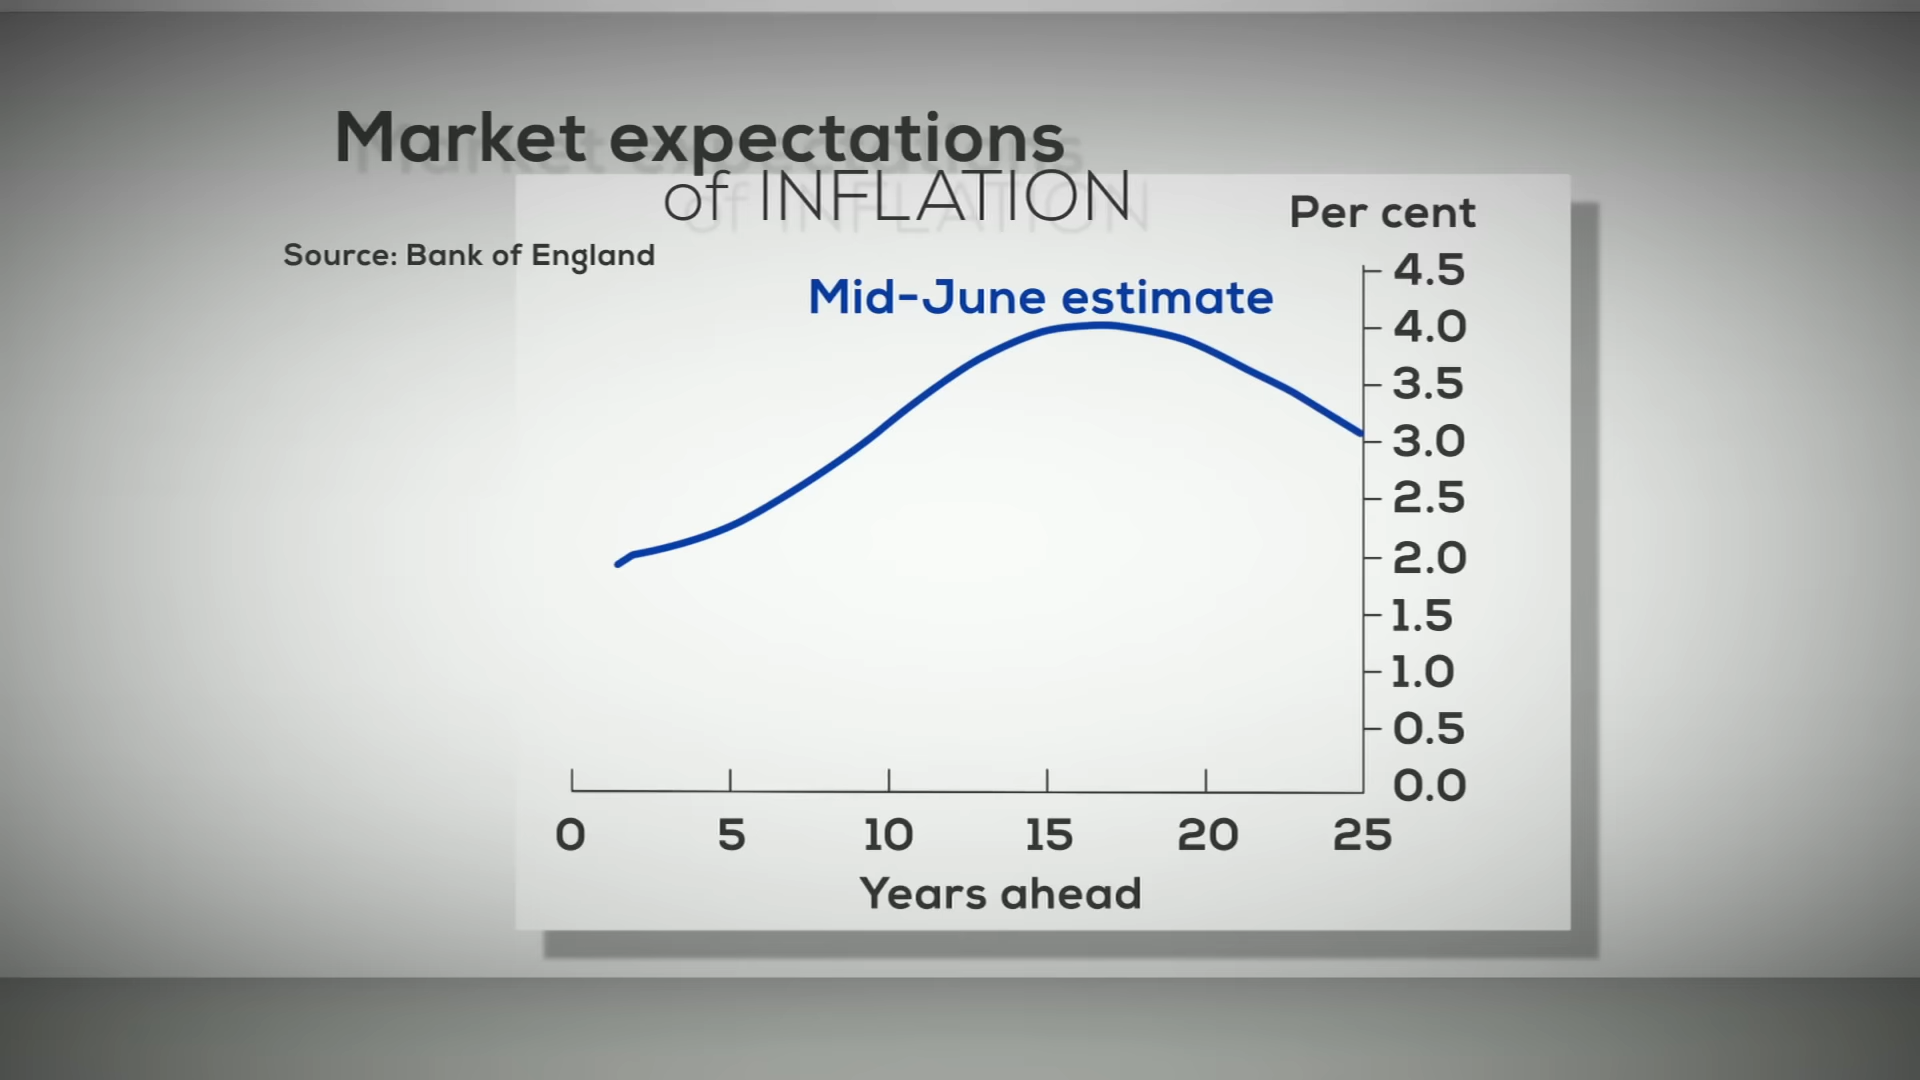 Market expectations
of INFLATION
Source: Bank of England
Per cent
Mid-June estimate
4.5
4.0
3.5
3.0
2.5
2.0
1.5
1.0
0.5
0.0
0 5 10 15 20 25
Years ahead